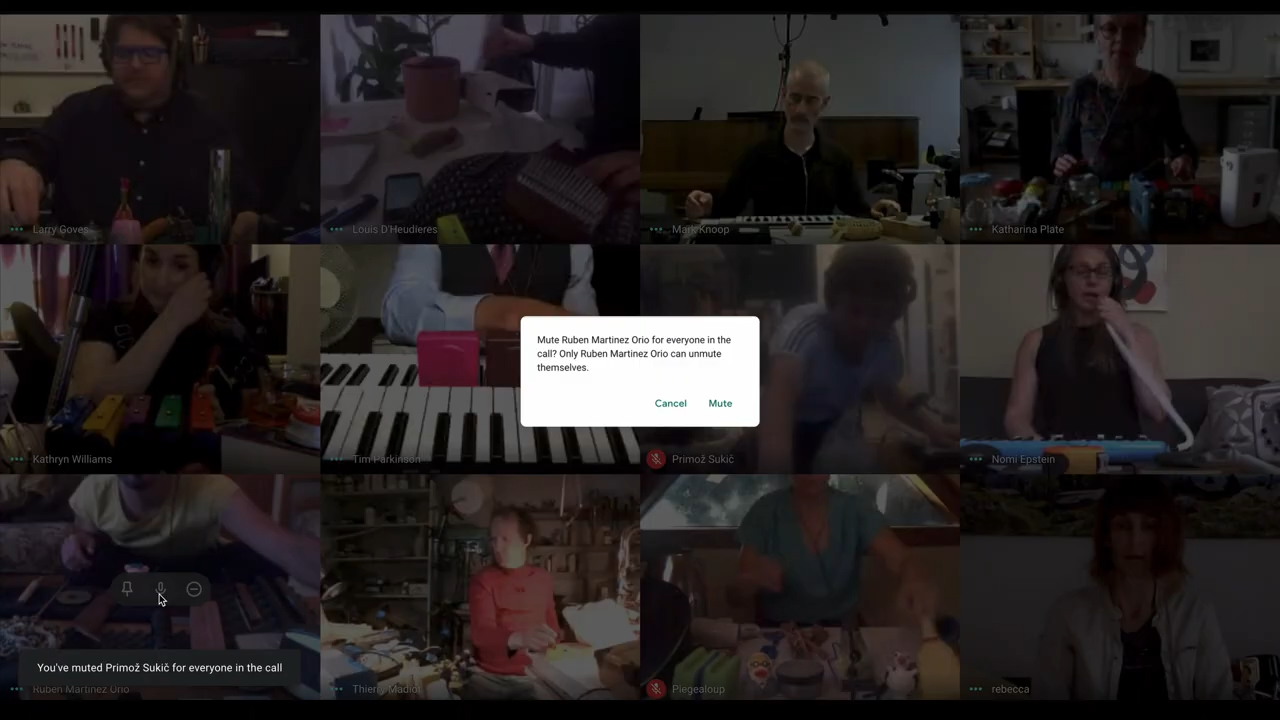 Larry Goves
Louis D'Heudieres
Mark Knoop
Katharina Plate
Mute Ruben Martinez Orio for everyone in the
call? Only Ruben Martinez Orio can unmute
themselves.
Cancel
Mute
Kathryn Williams
Tim Parkinson
Primož Sukič
Nomi Epstein
You've muted Primož Sukič for everyone in the call
Ruben Martinez Orio
Thierry Madiot
Piegealoup
rebecca